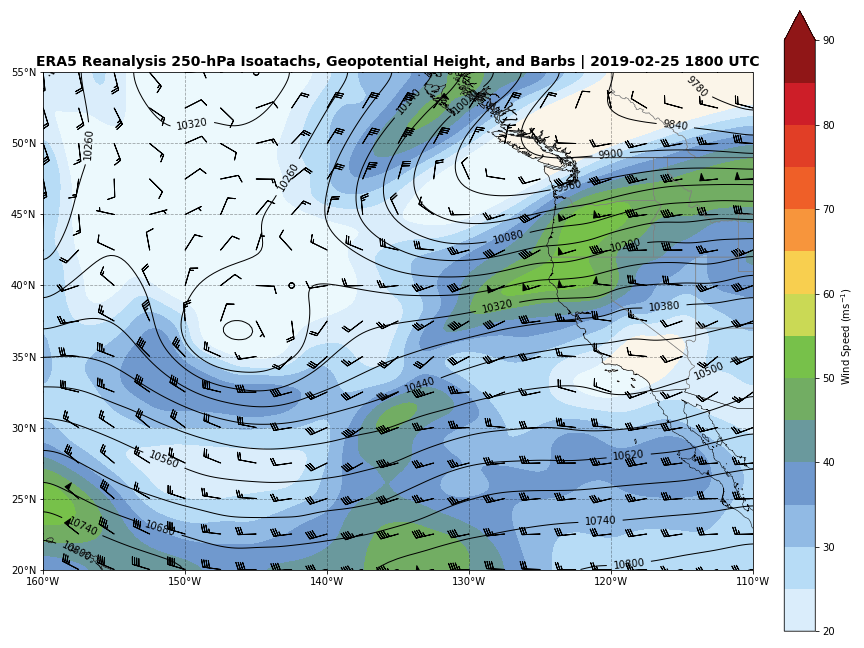 ERA5 Reanalysis 250-hPa Isoatachs, Geopotential Height, and Barbs | 2019-02-25 1800 UTC
55°N
50°N
45°N
40°N
35°N
30°N
25°N
20°N
160°W
150°W
140°W
130°W
120°W
110°W
10320
10260
10260
9780
9840
9900
9960
10080
10200
10320
10380
10440
10500
10560
10620
10680
10740
10740
10800
10800
90
80
70
60
50
40
30
20
Wind Speed (ms⁻¹)